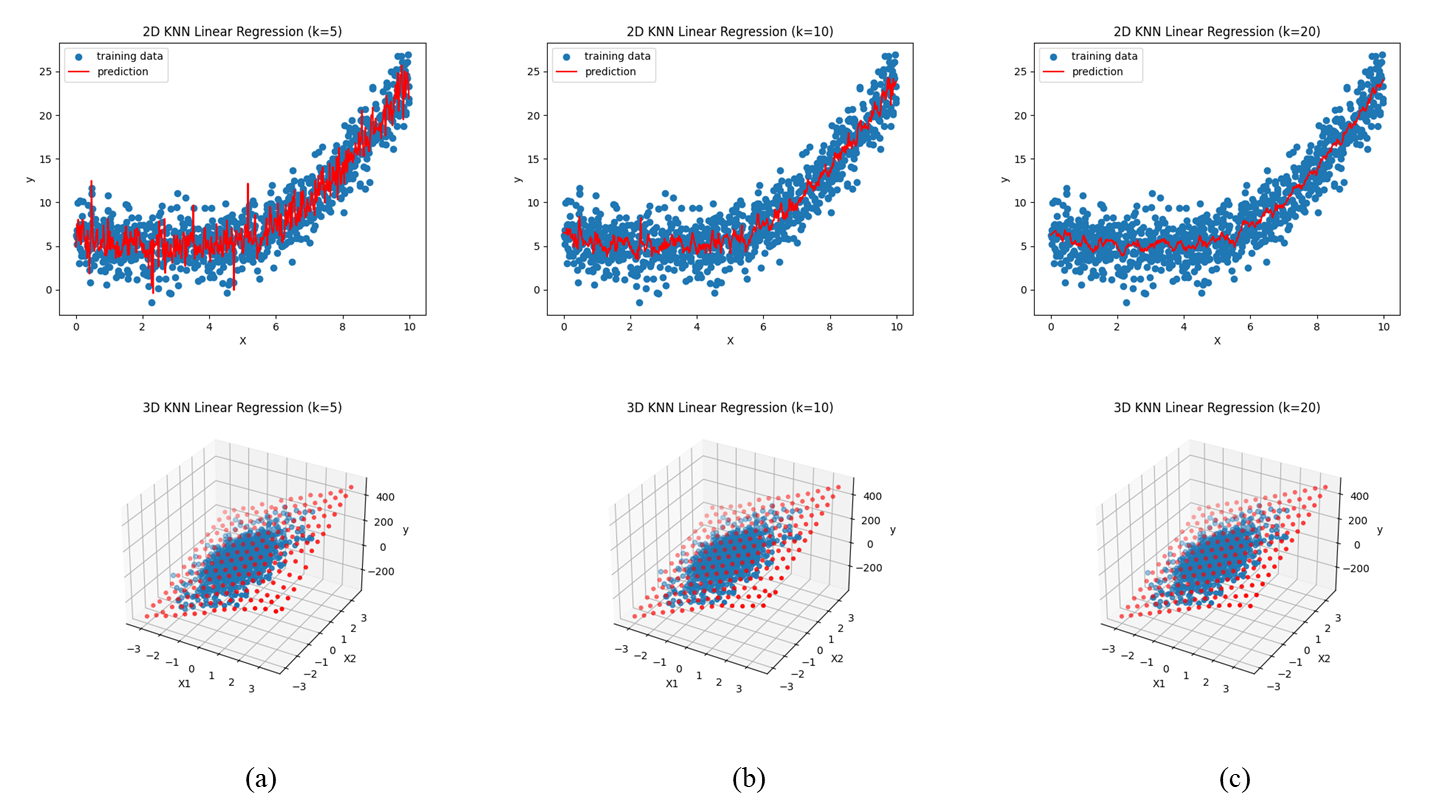 2D KNN Linear Regression (k=5)
training data
prediction
25
20
15
10
5
0
y
0 2 4 6 8 10
X
2D KNN Linear Regression (k=10)
training data
prediction
25
20
15
10
5
0
y
0 2 4 6 8 10
X
2D KNN Linear Regression (k=20)
training data
prediction
25
20
15
10
5
0
y
0 2 4 6 8 10
X
3D KNN Linear Regression (k=5)
400
200
0
−200
y
−3 −2 −1 0 1 2 3
X1
−3 −2 −1 0 1 2 3
X2
3D KNN Linear Regression (k=10)
400
200
0
−200
y
−3 −2 −1 0 1 2 3
X1
−3 −2 −1 0 1 2 3
X2
3D KNN Linear Regression (k=20)
400
200
0
−200
y
−3 −2 −1 0 1 2 3
X1
−3 −2 −1 0 1 2 3
X2
(a) (b) (c)